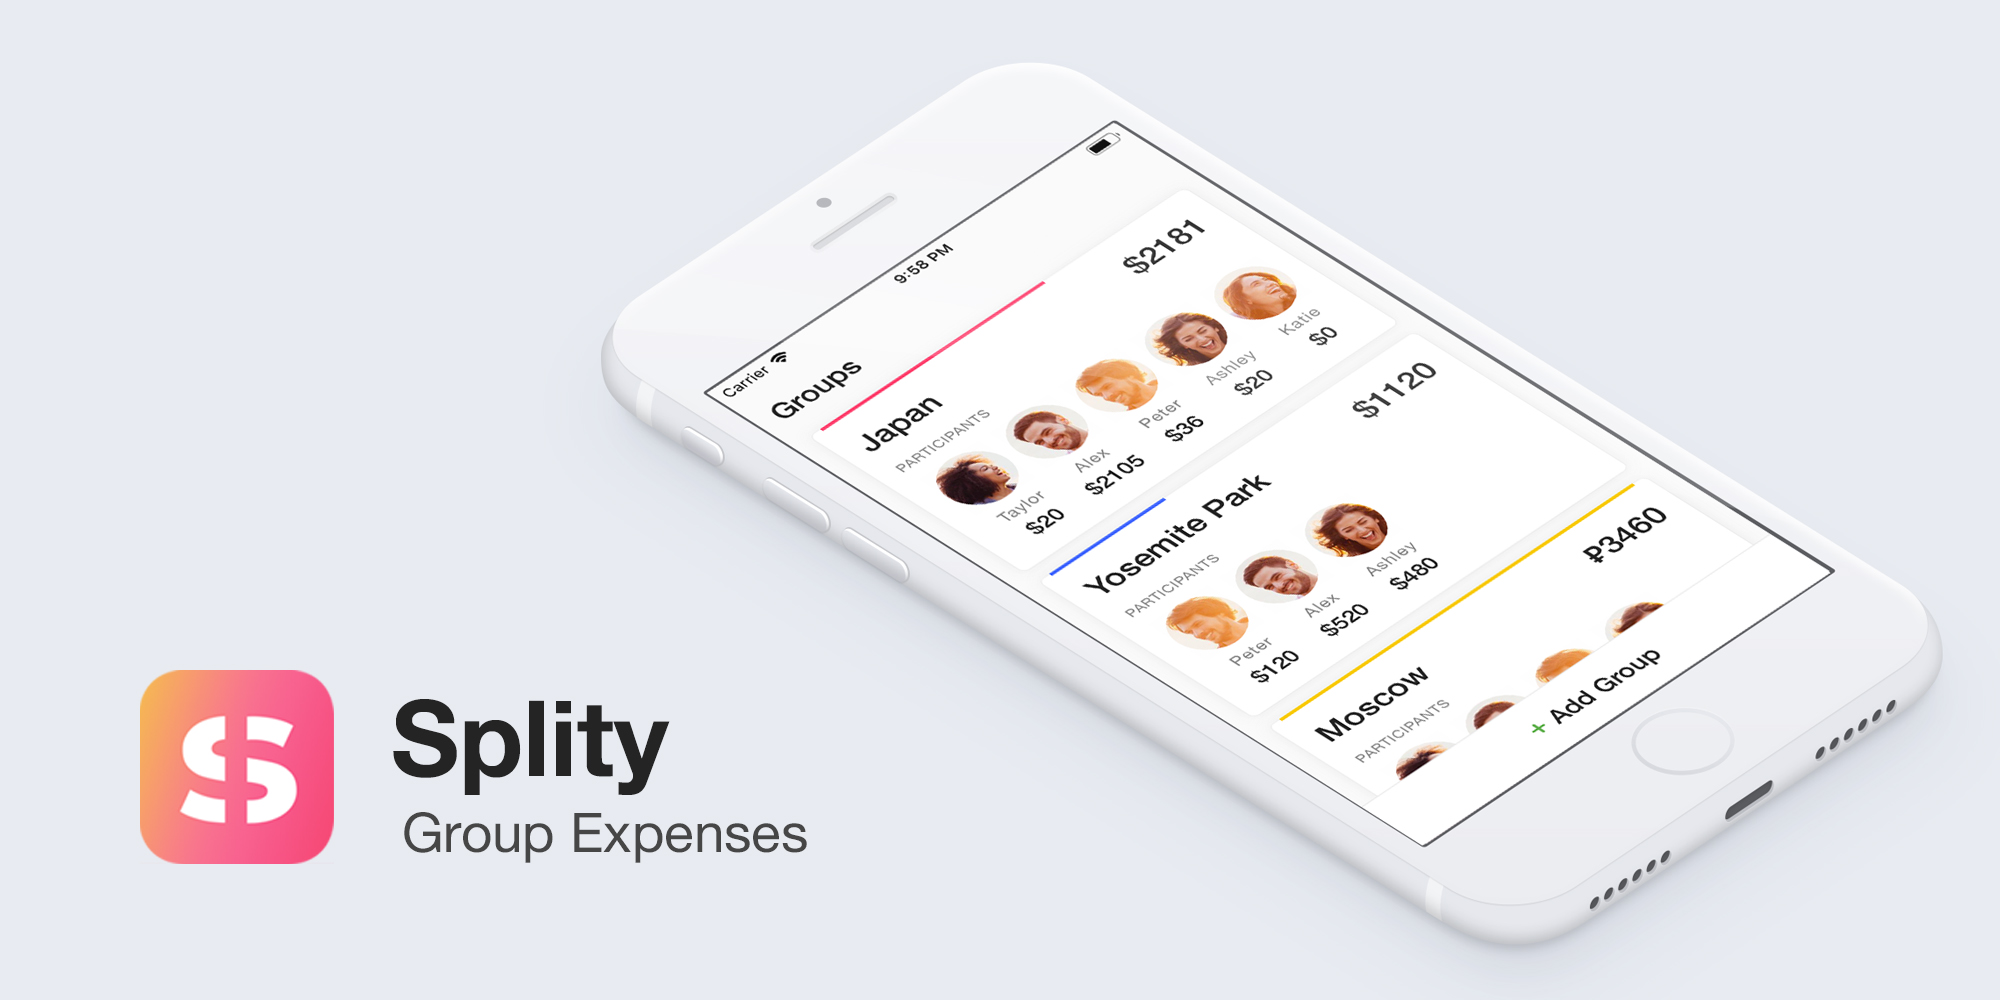 9:58 PM
Carrier
Groups
Japan
$2181
PARTICIPANTS
Taylor
Alex
Peter
Ashley
Katie
$20
$2105
$36
$20
$0
Yosemite Park
$1120
PARTICIPANTS
Peter
Alex
Ashley
$120
$520
$480
Moscow
₽3460
PARTICIPANTS
+ Add Group
S
Splity
Group Expenses